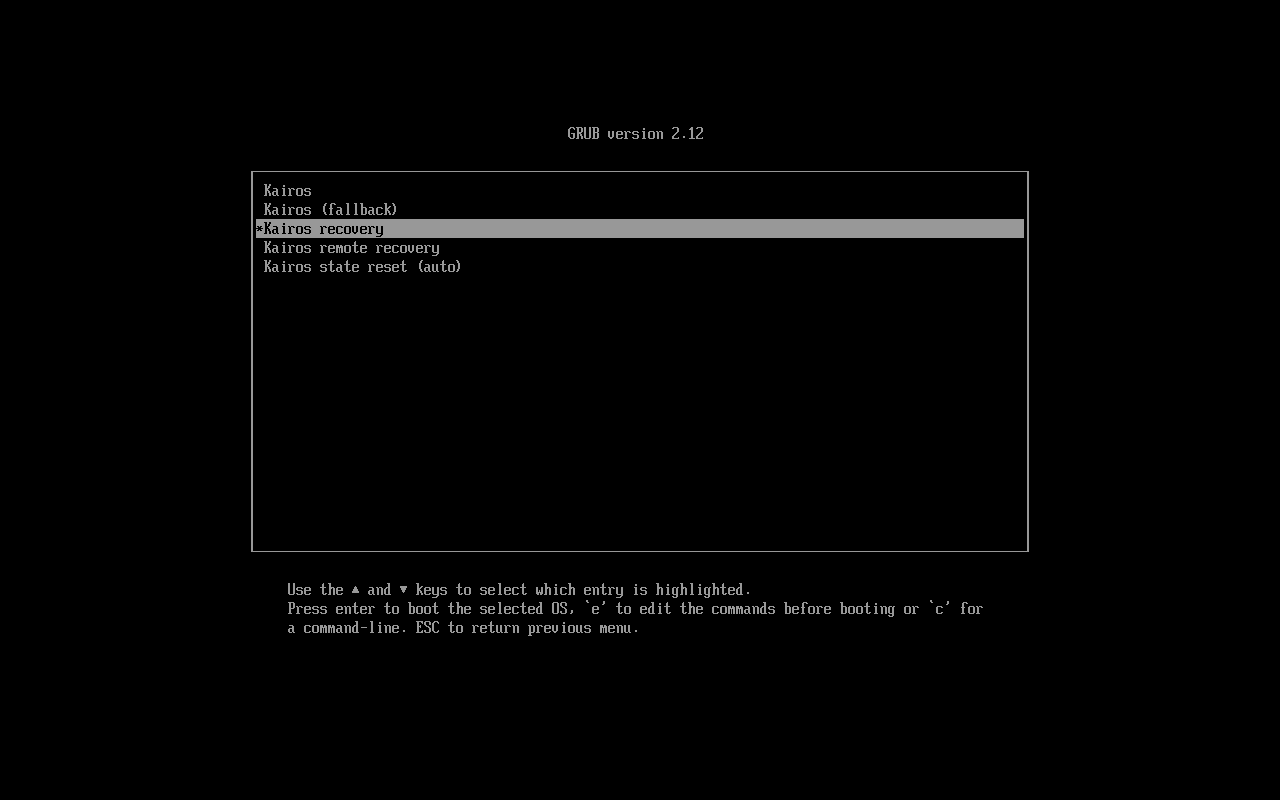 GRUB version 2.12
Kairos
Kairos (fallback)
*Kairos recovery
Kairos remote recovery
Kairos state reset (auto)
Use the ▲ and ▼ keys to select which entry is highlighted.
Press enter to boot the selected OS, `e' to edit the commands before booting or `c' for
a command-line. ESC to return previous menu.